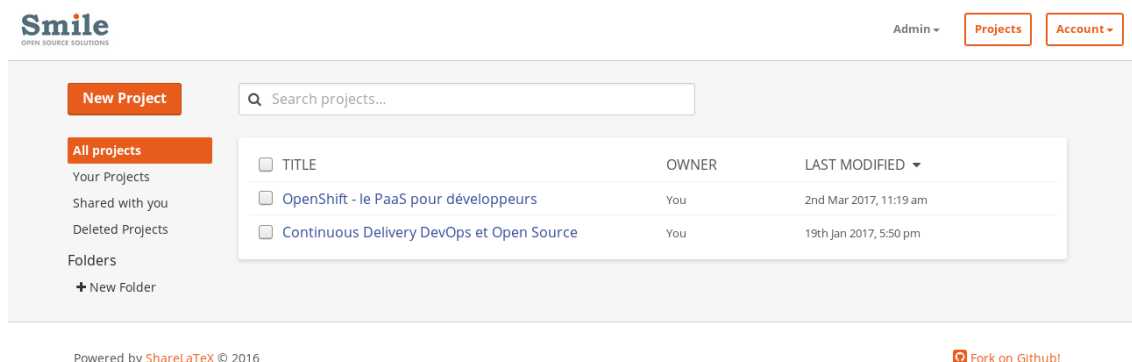 Smile
OPEN SOURCE SOLUTIONS
Admin
Projects
Account
New Project
Search projects...
All projects
Your Projects
Shared with you
Deleted Projects
Folders
New Folder
TITLE OWNER LAST MODIFIED
OpenShift - le PaaS pour développeurs You 2nd Mar 2017, 11:19 am
Continuous Delivery DevOps et Open Source You 19th Jan 2017, 5:50 pm
Powered by ShareLaTeX © 2016
Fork on Github!